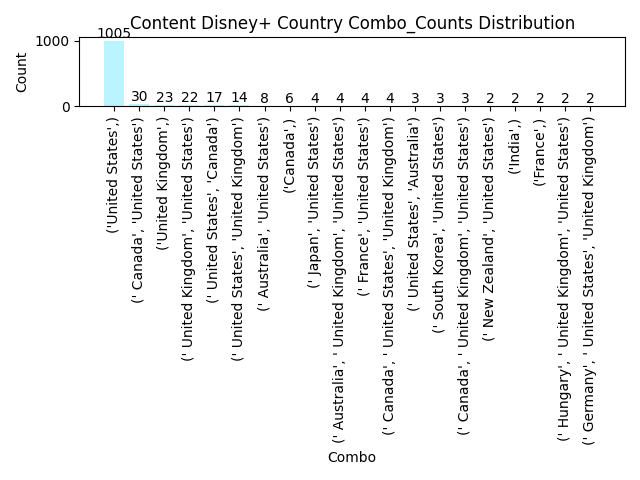 Content Disney+ Country Combo_Counts Distribution
Count
1000
0
1005
30
23
22
17
14
8
6
4
4
4
4
3
3
3
2
2
2
2
2
('United States',)
(' Canada', 'United States')
('United Kingdom',)
(' United Kingdom', 'United States')
(' United States', 'Canada')
(' United States', 'United Kingdom')
(' Australia', 'United States')
('Canada',)
(' Japan', 'United States')
(' Australia', ' United Kingdom', 'United States')
(' France', 'United States')
(' Canada', ' United States', 'United Kingdom')
(' United States', 'Australia')
(' South Korea', 'United States')
(' Canada', ' United Kingdom', 'United States')
(' New Zealand', 'United States')
('India',)
('France',)
(' Hungary', ' United Kingdom', 'United States')
(' Germany', ' United States', 'United Kingdom')
Combo